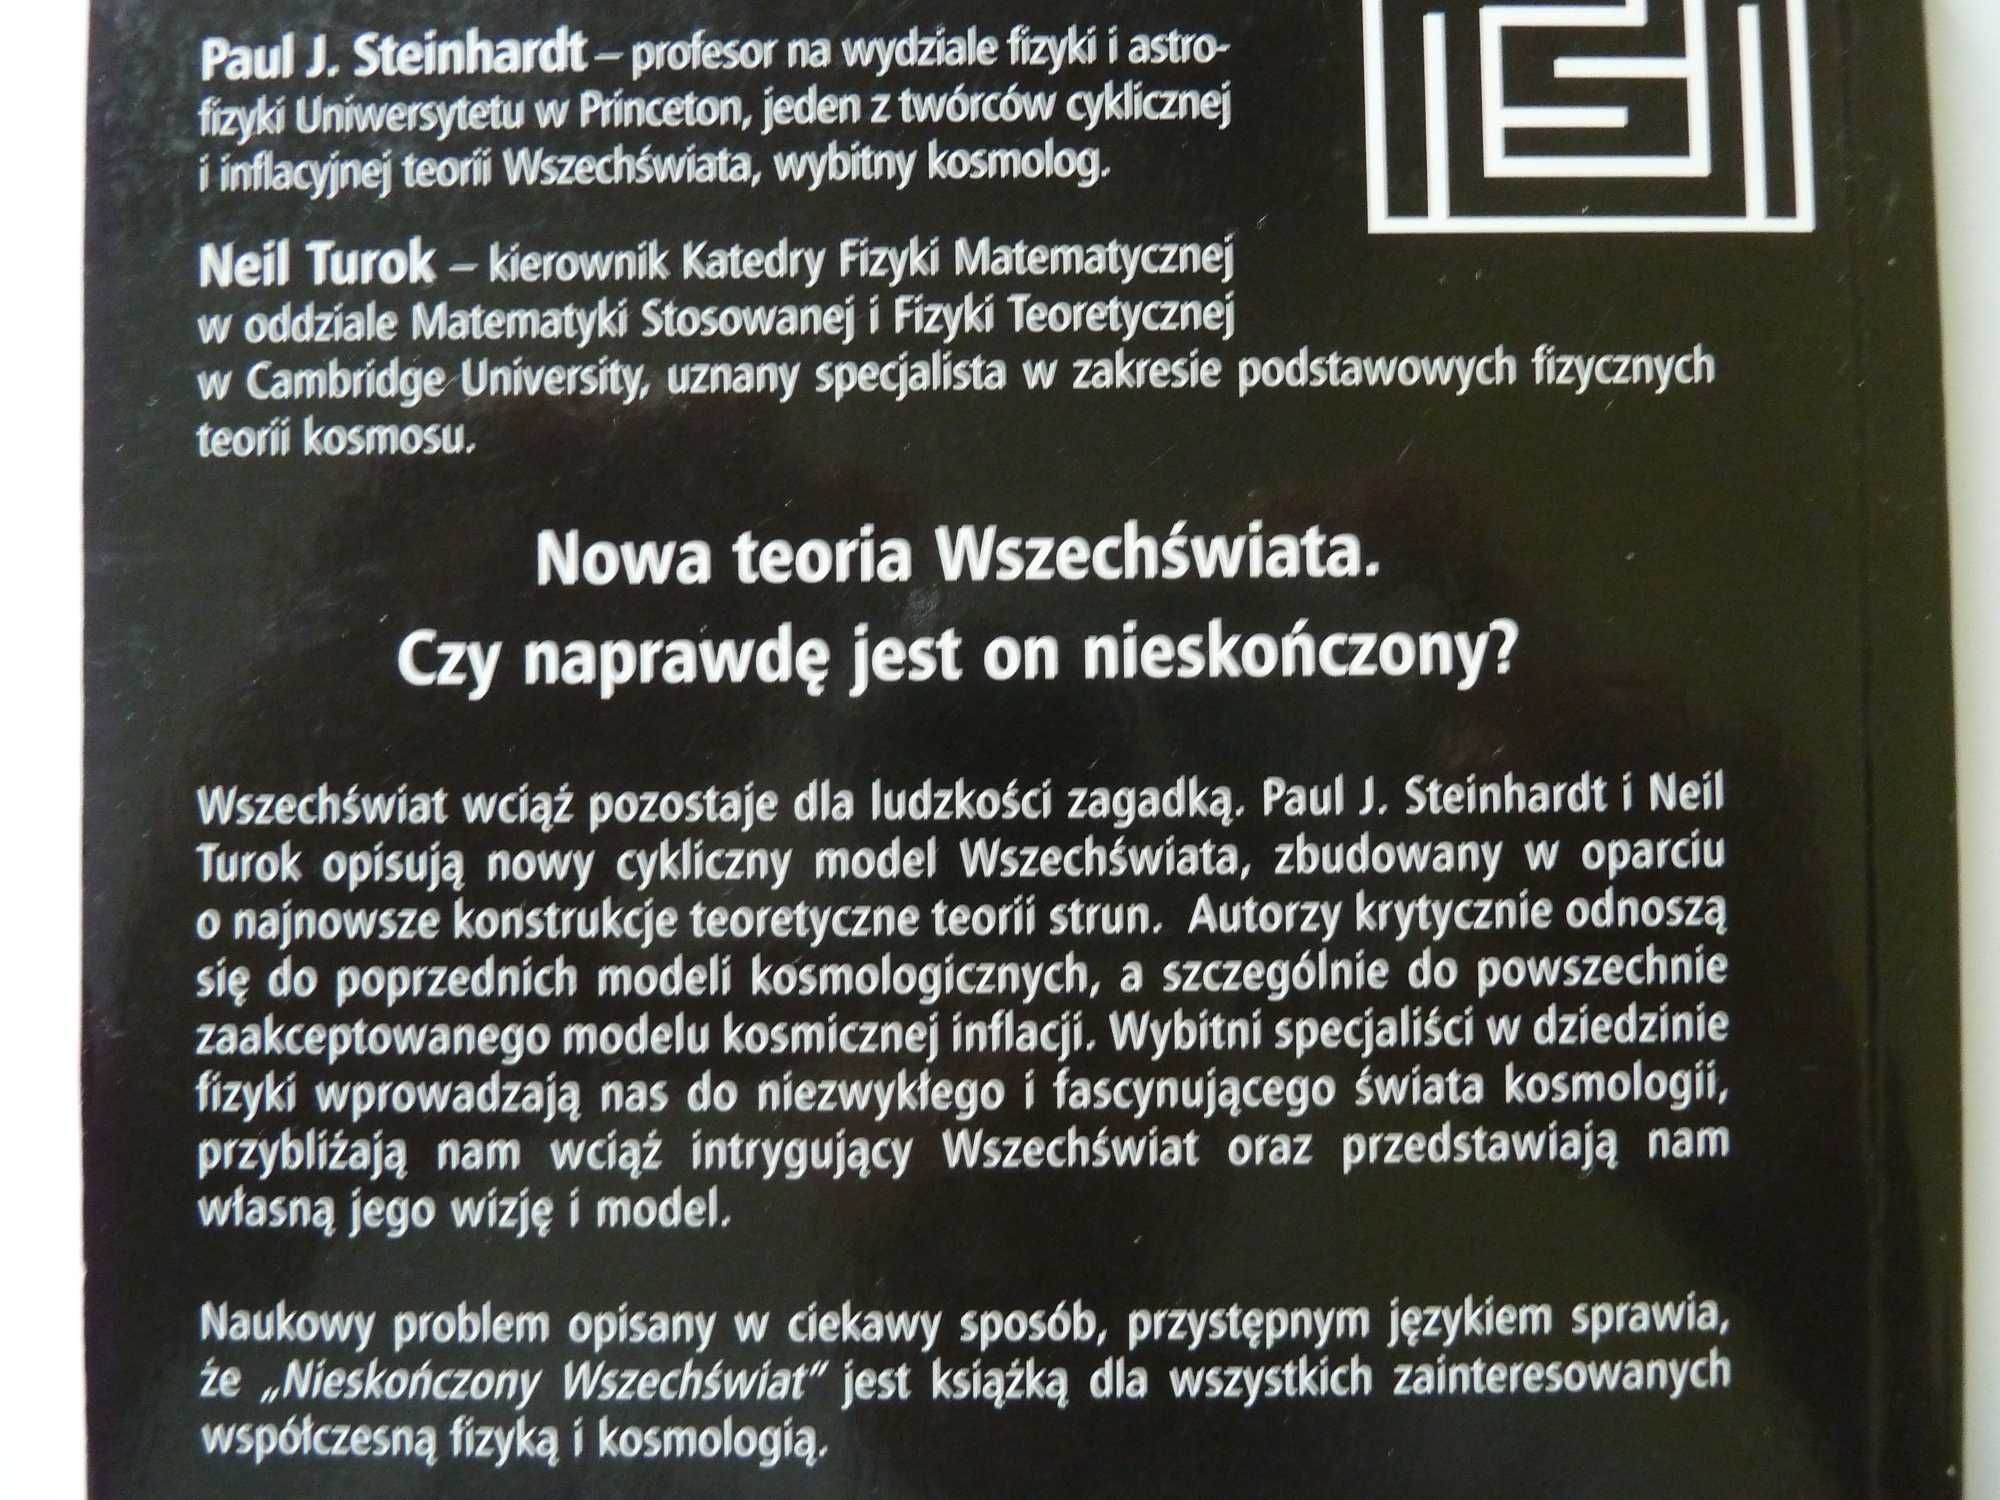 Paul J. Steinhardt – profesor na wydziale fizyki i astro-
fizyki Uniwersytetu w Princeton, jeden z twórców cyklicznej
i inflacyjnej teorii Wszechświata, wybitny kosmolog.
Neil Turok – kierownik Katedry Fizyki Matematycznej
w oddziale Matematyki Stosowanej i Fizyki Teoretycznej
w Cambridge University, uznany specjalista w zakresie podstawowych fizycznych
teorii kosmosu.
Nowa teoria Wszechświata.
Czy naprawdę jest on nieskończony?
Wszechświat wciąż pozostaje dla ludzkości zagadką. Paul J. Steinhardt i Neil
Turok opisują nowy cykliczny model Wszechświata, zbudowany w oparciu
o najnowsze konstrukcje teoretyczne teorii strun. Autorzy krytycznie odnoszą
się do poprzednich modeli kosmologicznych, a szczególnie do powszechnie
zaakceptowanego modelu kosmicznej inflacji. Wybitni specjaliści w dziedzinie
fizyki wprowadzają nas do niezwykłego i fascynującego świata kosmologii,
przybliżają nam wciąż intrygujący Wszechświat oraz przedstawiają nam
własną jego wizję i model.
Naukowy problem opisany w ciekawy sposób, przystępnym językiem sprawia,
że „Nieskończony Wszechświat" jest książką dla wszystkich zainteresowanych
współczesną fizyką i kosmologią.